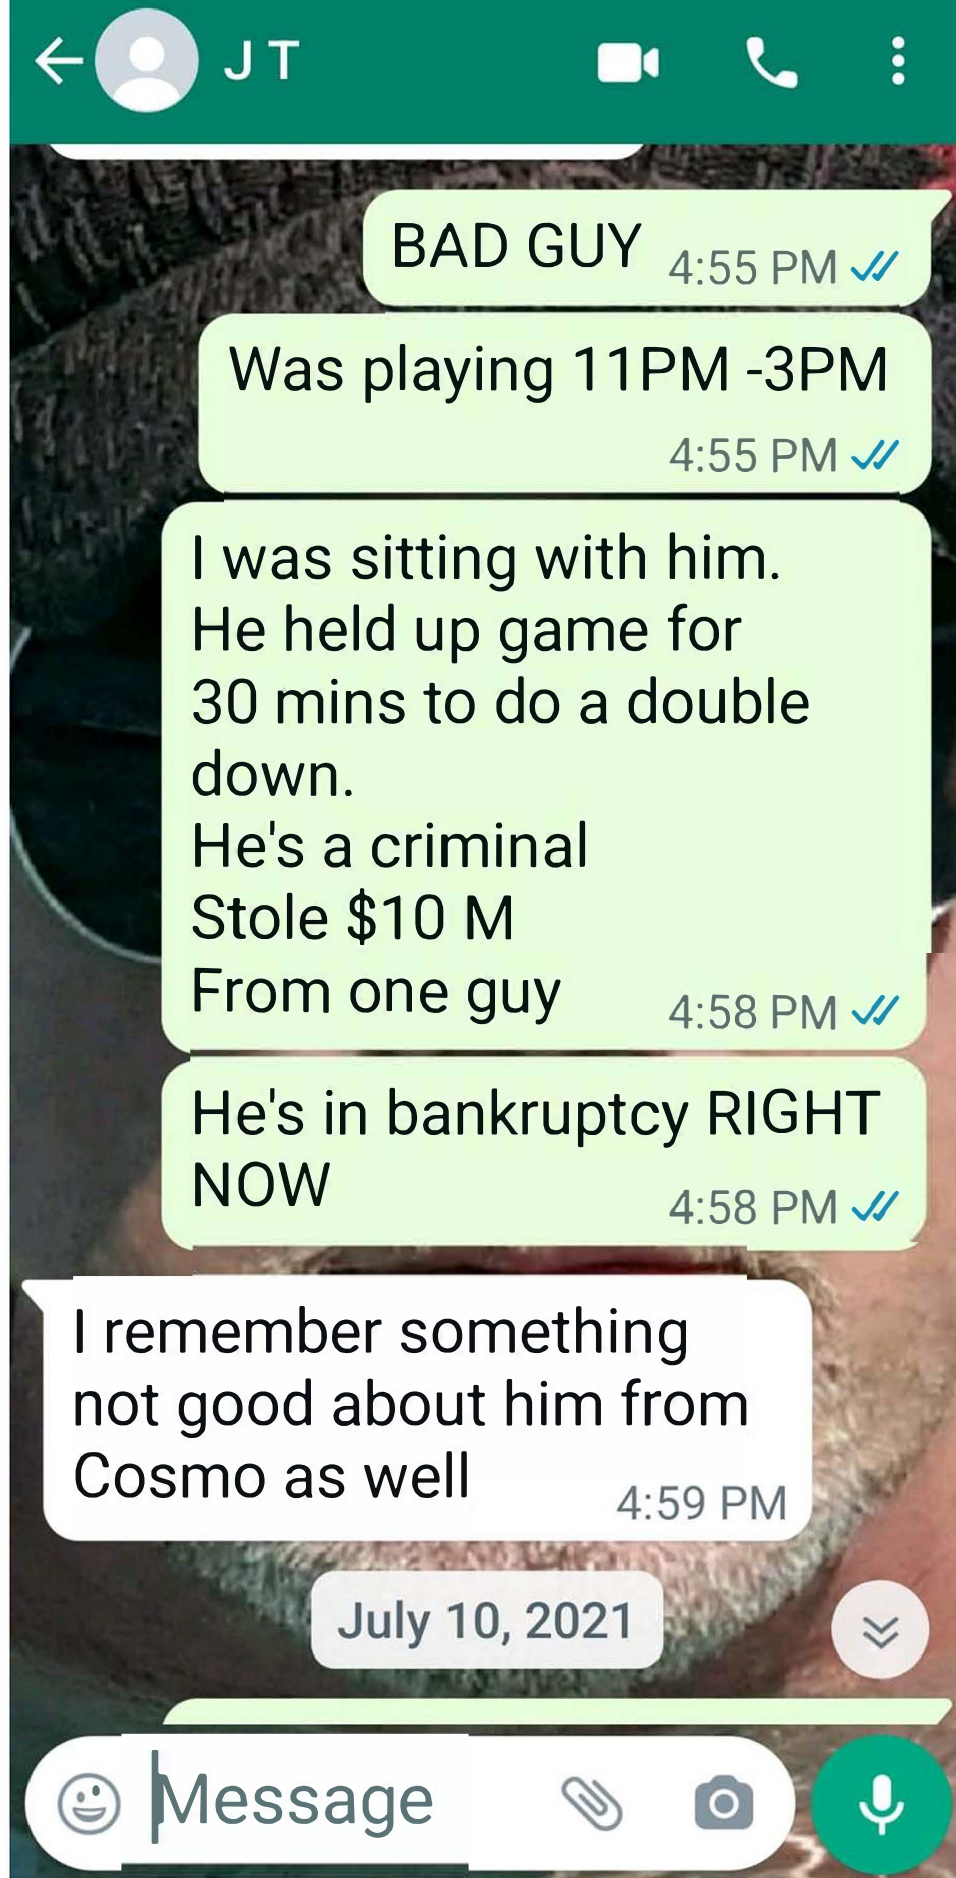 J T
BAD GUY
4:55 PM
Was playing 11PM -3PM
4:55 PM
I was sitting with him.
He held up game for
30 mins to do a double
down.
He's a criminal
Stole $10 M
From one guy
4:58 PM
He's in bankruptcy RIGHT
NOW
4:58 PM
I remember something
not good about him from
Cosmo as well
4:59 PM
July 10, 2021
Message